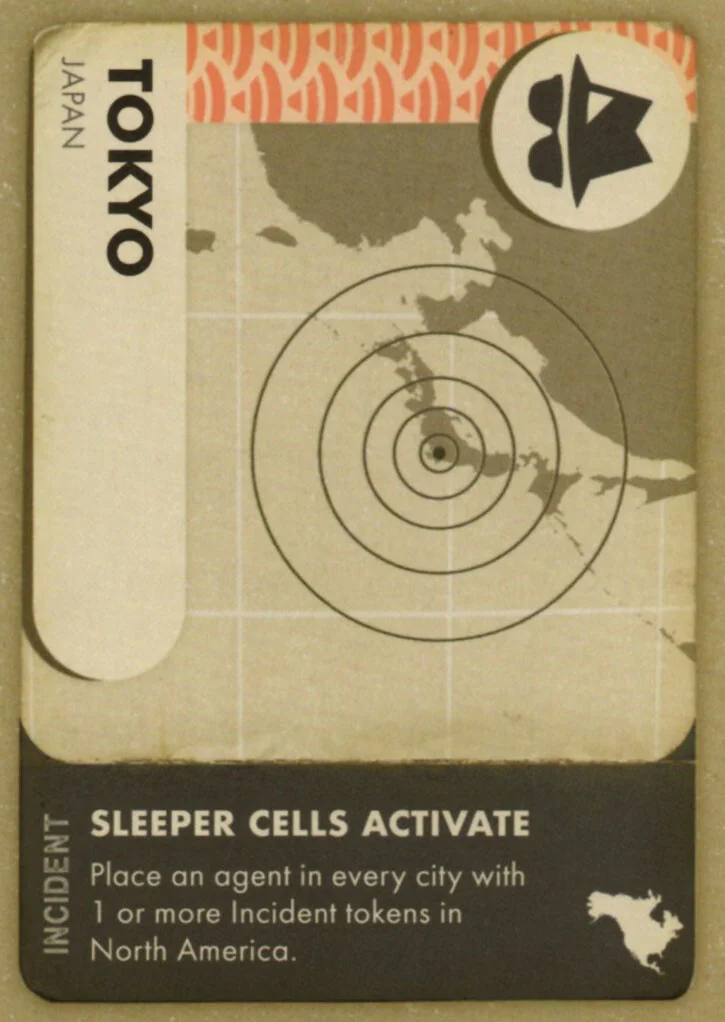 TOKYO
JAPAN
INCIDENT
SLEEPER CELLS ACTIVATE
Place an agent in every city with
1 or more Incident tokens in
North America.